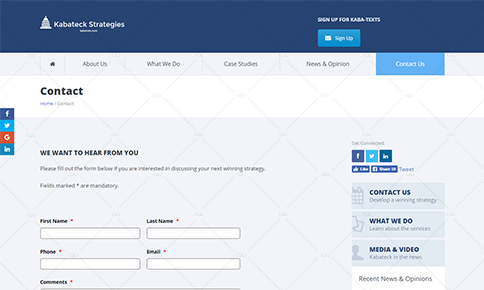 Kabateck Strategies
SIGN UP FOR KABA-TEXTS
Sign Up
About Us
What We Do
Case Studies
News & Opinion
Contact Us
Contact
Home / Contact
WE WANT TO HEAR FROM YOU
Please fill out the form below if you are interested in discussing your next winning strategy.
Fields marked * are mandatory.
First Name *
Last Name *
Phone *
Email *
Comments *
Get Connected
Like
Share
Tweet
CONTACT US
Develop a winning strategy
WHAT WE DO
Learn about the services
MEDIA & VIDEO
Kabateck in the news
Recent News & Opinions